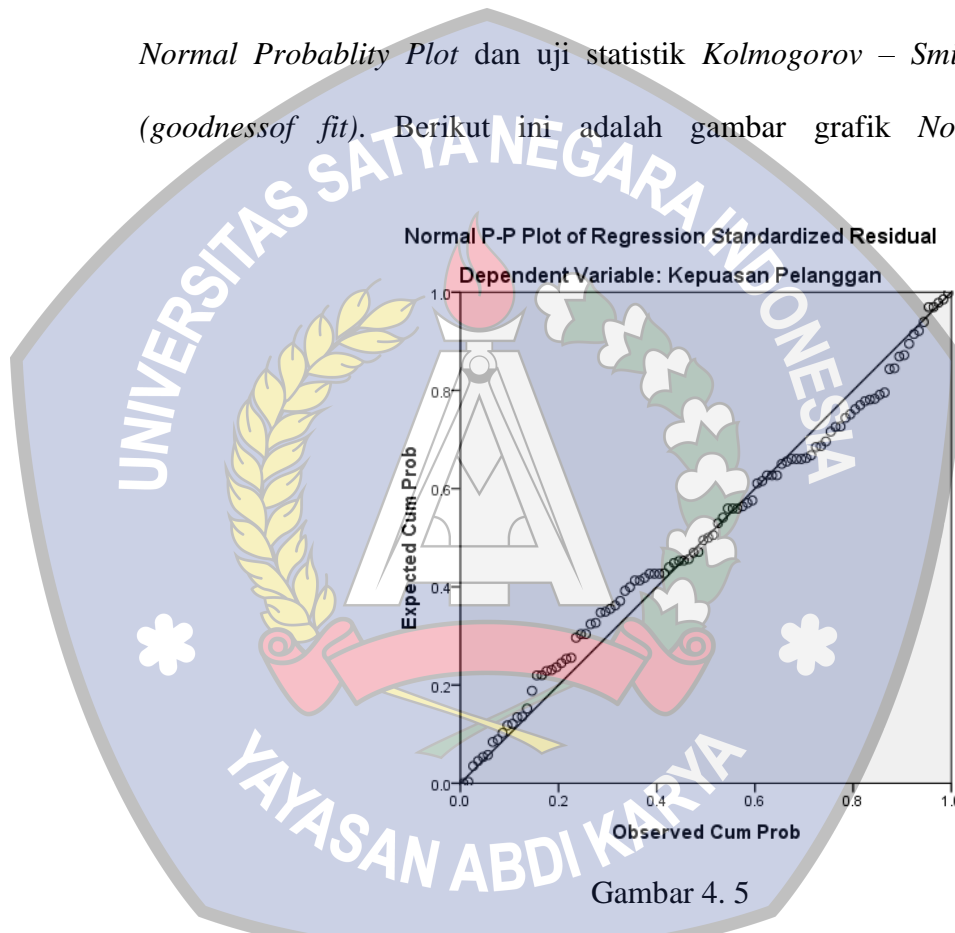 Normal Probablity Plot dan uji statistik Kolmogorov – Smi
(goodnessof fit). Berikut ini adalah gambar grafik No
UNIVERSITAS SATYA NEGARA INDONESIA
Normal P-P Plot of Regression Standardized Residual
Dependent Variable: Kepuasan Pelanggan
Expected Cum Prob
1.0
0.8
0.6
0.4
0.2
0.0
0.0 0.2 0.4 0.6 0.8 1.0
Observed Cum Prob
YAYASAN ABDI KARYA
Gambar 4. 5